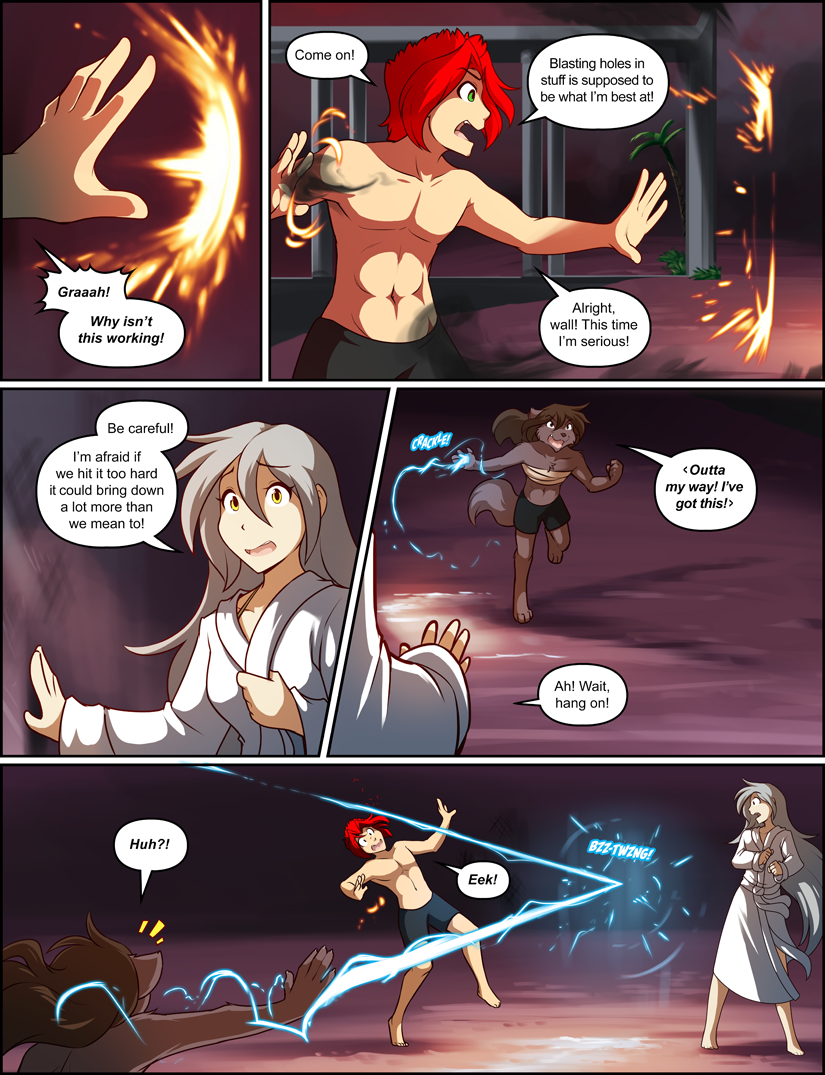 Graaah!
Why isn't
this working!
Come on!
Blasting holes in
stuff is supposed to
be what I'm best at!
Alright,
wall! This time
I'm serious!
Be careful!
I'm afraid if
we hit it too hard
it could bring down
a lot more than
we mean to!
CRACKLE!
‹Outta
my way! I've
got this!›
Ah! Wait,
hang on!
Huh?!
Eek!
BZZ-TWZNG!